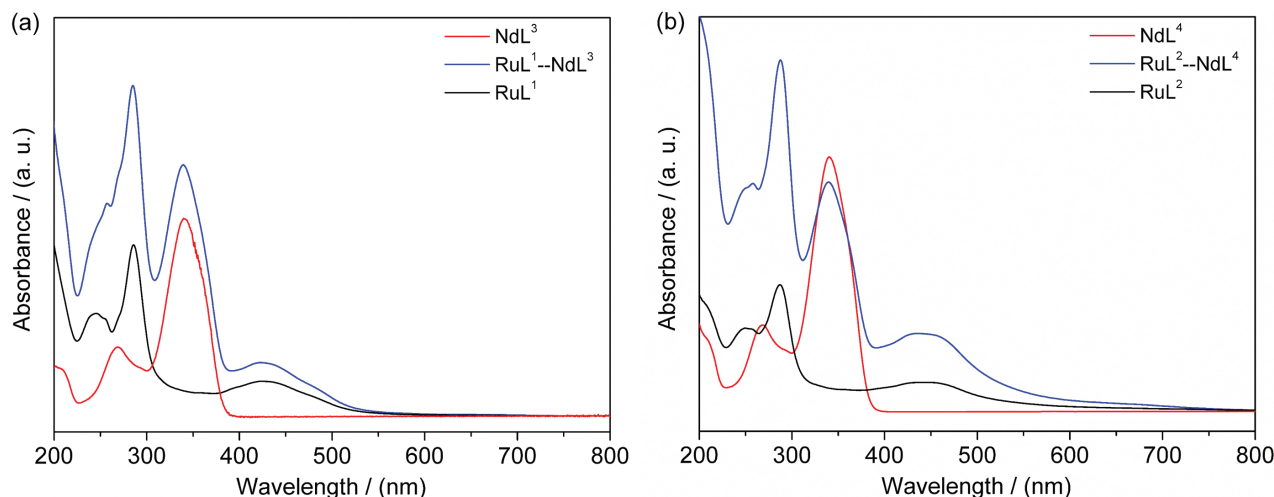 (a)
NdL³
RuL¹--NdL³
RuL¹
Absorbance / (a. u.)
200 300 400 500 600 700 800
Wavelength / (nm)
(b)
NdL⁴
RuL²--NdL⁴
RuL²
Absorbance / (a. u.)
200 300 400 500 600 700 800
Wavelength / (nm)